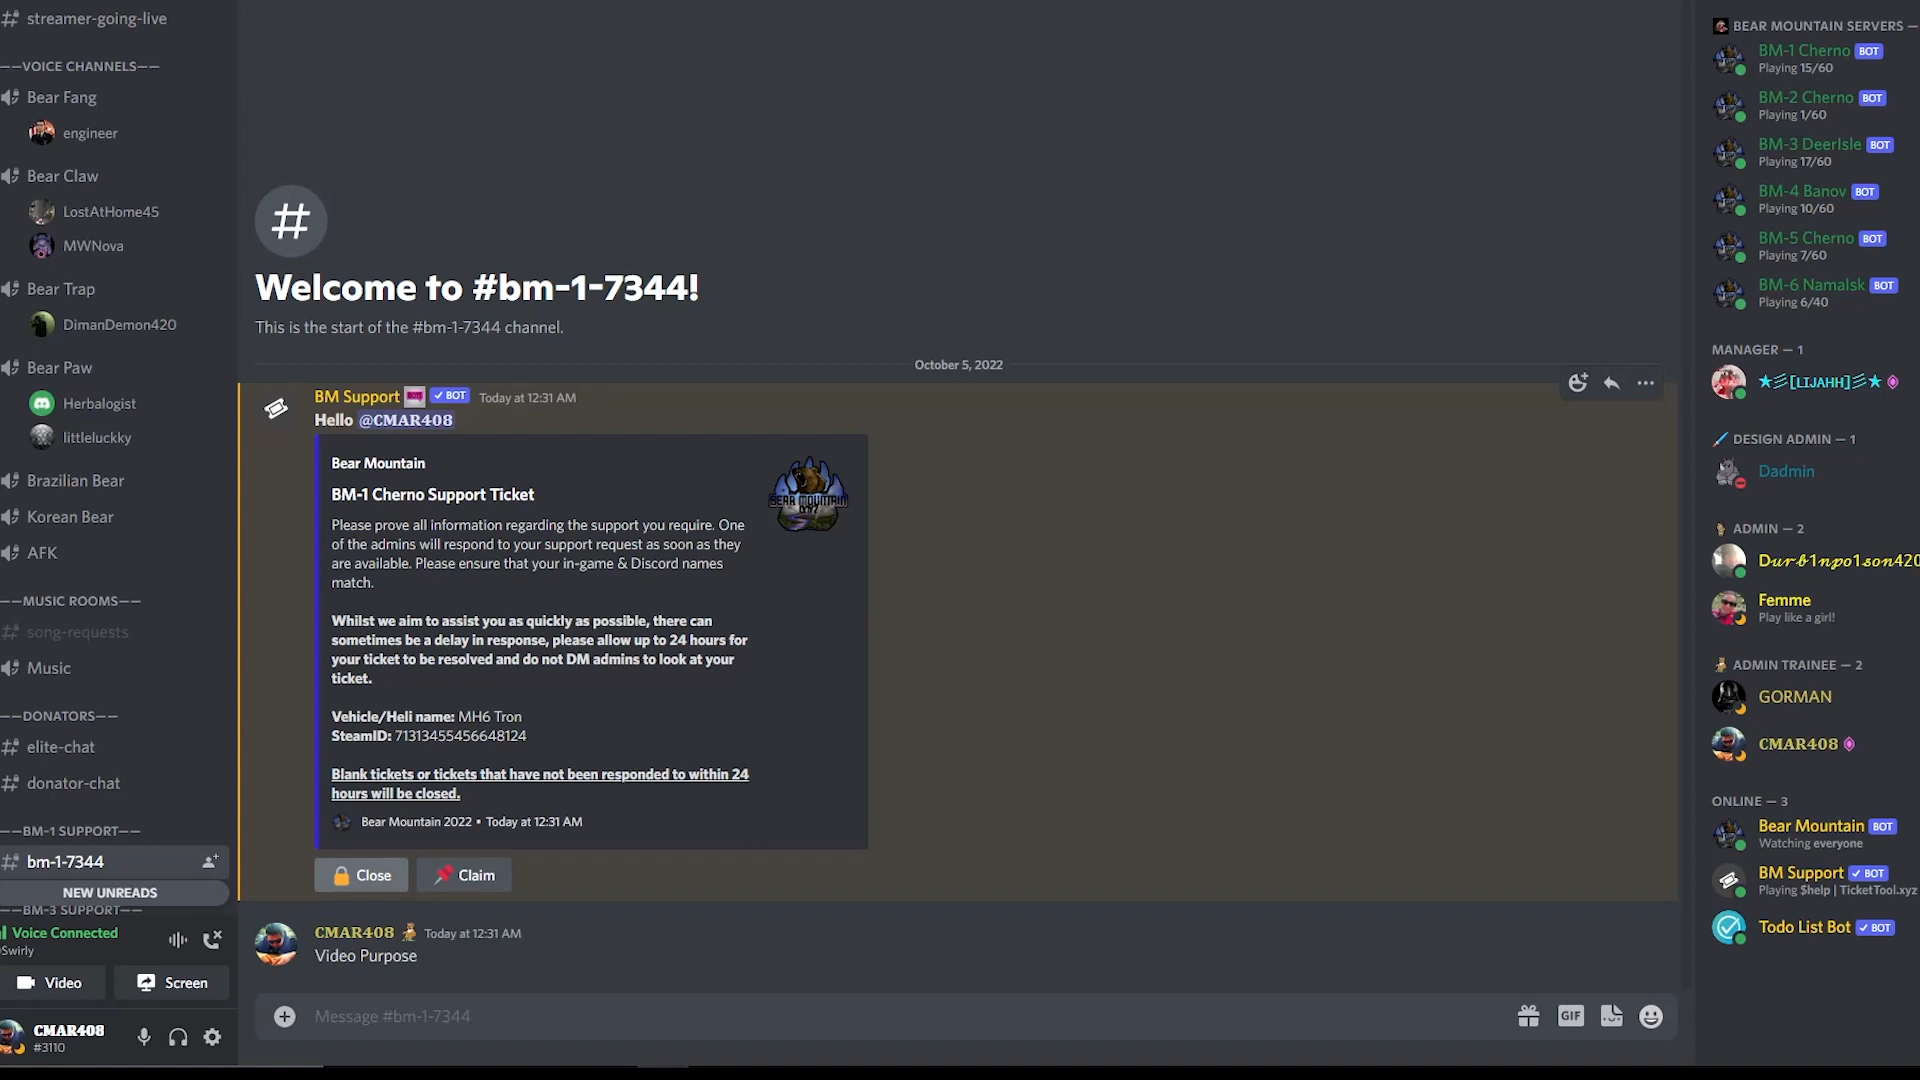 streamer-going-live
——VOICE CHANNELS——
Bear Fang
engineer
Bear Claw
LostAtHome45
MWNova
Bear Trap
DimanDemon420
Bear Paw
Herbalogist
littleluckky
Brazilian Bear
Korean Bear
AFK
——MUSIC ROOMS——
song-requests
Music
——DONATORS——
elite-chat
donator-chat
——BM-1 SUPPORT——
bm-1-7344
NEW UNREADS
——BM-3 SUPPORT——
Voice Connected
Swirly
Video
Screen
CMAR408
#3110
#
Welcome to #bm-1-7344!
This is the start of the #bm-1-7344 channel.
October 5, 2022
BM Support BOT Today at 12:31 AM
Hello @CMAR408
Bear Mountain
BM-1 Cherno Support Ticket
Please prove all information regarding the support you require. One
of the admins will respond to your support request as soon as they
are available. Please ensure that your in-game & Discord names
match.
Whilst we aim to assist you as quickly as possible, there can
sometimes be a delay in response, please allow up to 24 hours for
your ticket to be resolved and do not DM admins to look at your
ticket.
Vehicle/Heli name: MH6 Tron
SteamID: 71313455456648124
Blank tickets or tickets that have not been responded to within 24
hours will be closed.
Bear Mountain 2022 • Today at 12:31 AM
BEAR MOUNTAIN
Close
Claim
CMAR408 Today at 12:31 AM
Video Purpose
Message #bm-1-7344
GIF
BEAR MOUNTAIN SERVERS —
BM-1 Cherno BOT
Playing 15/60
BM-2 Cherno BOT
Playing 1/60
BM-3 DeerIsle BOT
Playing 17/60
BM-4 Banov BOT
Playing 10/60
BM-5 Cherno BOT
Playing 7/60
BM-6 Namalsk BOT
Playing 6/40
MANAGER — 1
★彡[ʟɪᴊᴀʜʜ]彡★
DESIGN ADMIN — 1
Dadmin
ADMIN — 2
D𝓾𝓻𝓫1𝓷𝓹𝓸1𝓼𝓸𝓷420
Femme
Play like a girl!
ADMIN TRAINEE — 2
GORMAN
CMAR408
ONLINE — 3
Bear Mountain BOT
Watching everyone
BM Support BOT
Playing $help | TicketTool.xyz
Todo List Bot BOT